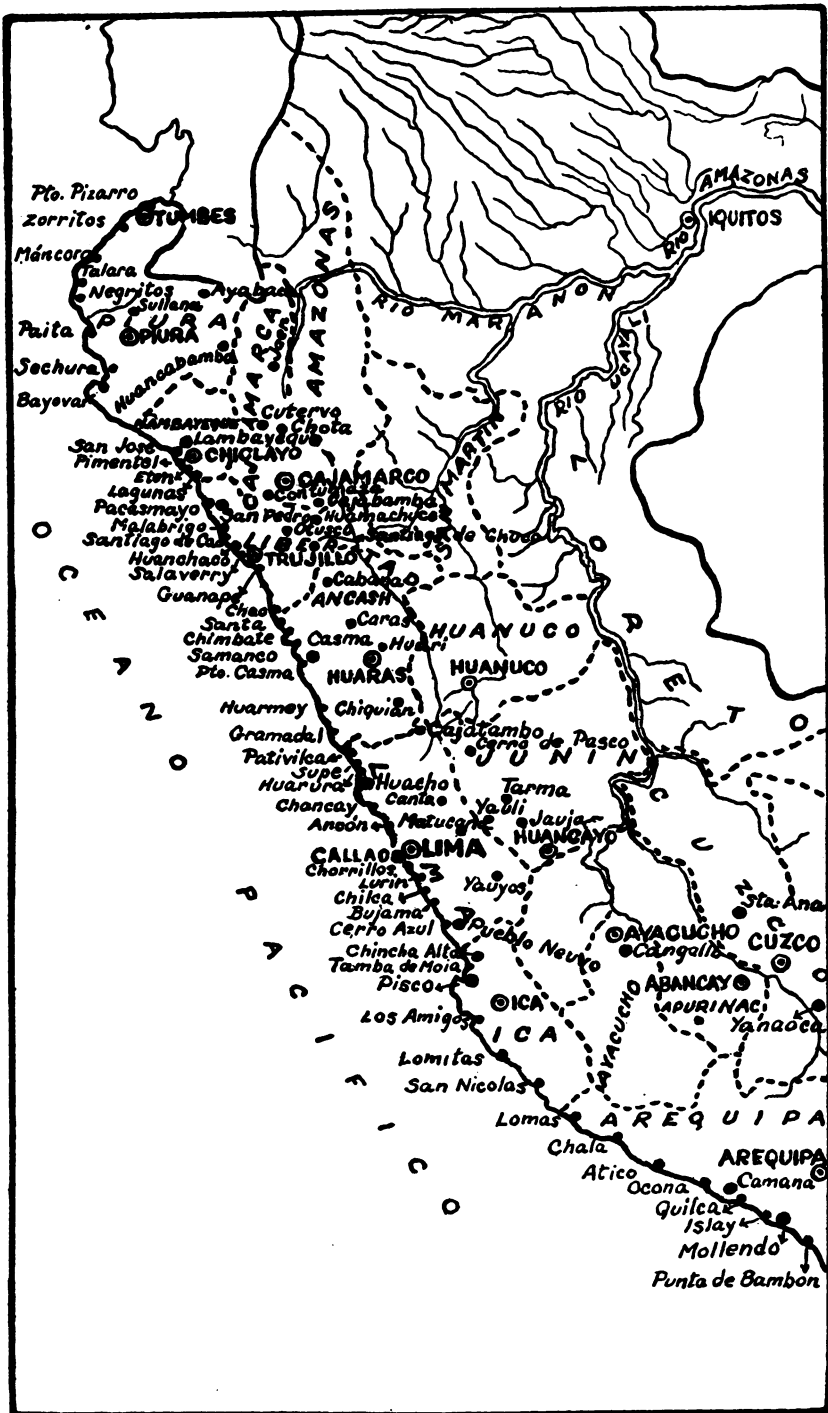 Pto. Pizarro
Zorritos
TUMBES
Máncora
Talara
Negritos
Sullana
Ayabaca
PIURA
Paita
PIURA
Sechura
Huancabamba
Bayovar
Jaen
CAJAMARCA
AMAZONAS
RIO MARAÑON
RIO AMAZONAS
IQUITOS
RIO UCAYALI
LORETO
SAN MARTIN
LAMBAYEQUE
Cutervo
Chota
Lambayeque
San José
CHICLAYO
Pimentel
Eten
CAJAMARCO
Lagunas
Cajabamba
Pacasmayo
San Pedro
Huamachuco
Malabrigo
Otusco
Santiago de Chuco
Santiago de Cao
LIBERTAD
Huanchaco
TRUJILLO
Salaverry
Guanape
Cabana
ANCASH
Chao
Santa
Caras
Chimbate
Casma
Huari
HUANUCO
Samanco
Pto. Casma
HUARAS
HUANUCO
Huarmey
Chiquian
Gramadal
Cajatambo
Cerro de Pasco
Pativilca
JUNIN
Supe
Huarura
Huacho
Canta
Tarma
Chancay
Yauli
Matucana
Jauja
Ancón
HUANCAYO
CALLAO
LIMA
LIMA
Chorrillos
Lurin
Yauyos
Chilca
Bujama
Cerro Azul
Pueblo Neuvo
AYACUCHO
Cangallo
Sta. Ana
CUZCO
CUZCO
Chincha Alta
Tamba de Moia
Pisco
ICA
ABANCAY
APURINAC
Yanaoca
Los Amigos
ICA
AYACUCHO
Lomitas
San Nicolas
Lomas
AREQUIPA
Chala
Atico
AREQUIPA
Ocona
Camana
Quilca
Islay
Mollendo
Punta de Bambon
OCEANO PACIFICO